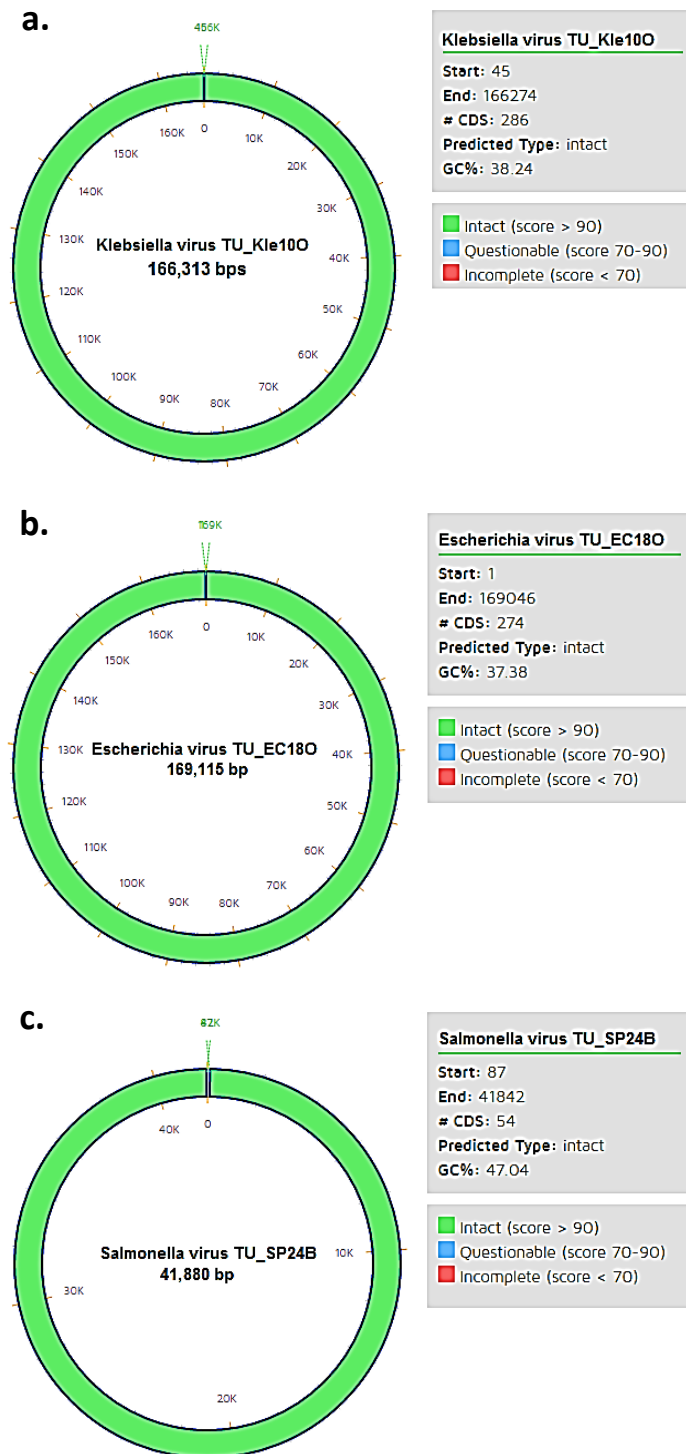 a.
Klebsiella virus TU_Kle10O
Start: 45
End: 166274
# CDS: 286
Predicted Type: intact
GC%: 38.24
Intact (score > 90)
Questionable (score 70-90)
Incomplete (score < 70)
0
10K
20K
30K
40K
50K
60K
70K
80K
90K
100K
110K
120K
130K
140K
150K
160K
Klebsiella virus TU_Kle10O
166,313 bps
b.
Escherichia virus TU_EC18O
Start: 1
End: 169046
# CDS: 274
Predicted Type: intact
GC%: 37.38
Intact (score > 90)
Questionable (score 70-90)
Incomplete (score < 70)
0
10K
20K
30K
40K
50K
60K
70K
80K
90K
100K
110K
120K
130K
140K
150K
160K
Escherichia virus TU_EC18O
169,115 bp
c.
Salmonella virus TU_SP24B
Start: 87
End: 41842
# CDS: 54
Predicted Type: intact
GC%: 47.04
Intact (score > 90)
Questionable (score 70-90)
Incomplete (score < 70)
0
10K
20K
30K
40K
Salmonella virus TU_SP24B
41,880 bp